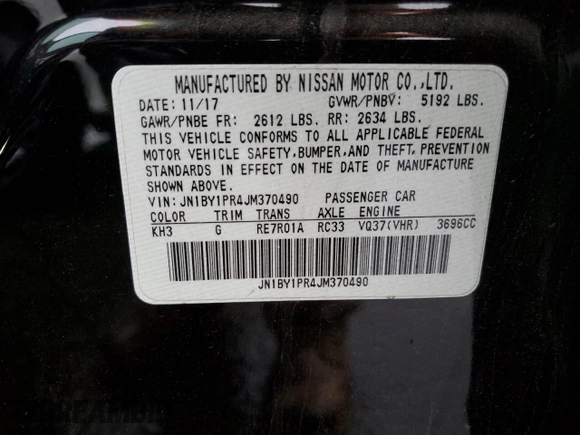 MANUFACTURED BY NISSAN MOTOR CO.,LTD.
DATE: 11/17 GVWR/PNBV: 5192 LBS.
GAWR/PNBE FR: 2612 LBS. RR: 2634 LBS.
THIS VEHICLE CONFORMS TO ALL APPLICABLE FEDERAL
MOTOR VEHICLE SAFETY,BUMPER,AND THEFT PREVENTION
STANDARDS IN EFFECT ON THE DATE OF MANUFACTURE
SHOWN ABOVE.
VIN: JN1BY1PR4JM370490 PASSENGER CAR
COLOR TRIM TRANS AXLE ENGINE
KH3 G RE7R01A RC33 VQ37(VHR) 3696CC
JN1BY1PR4JM370490